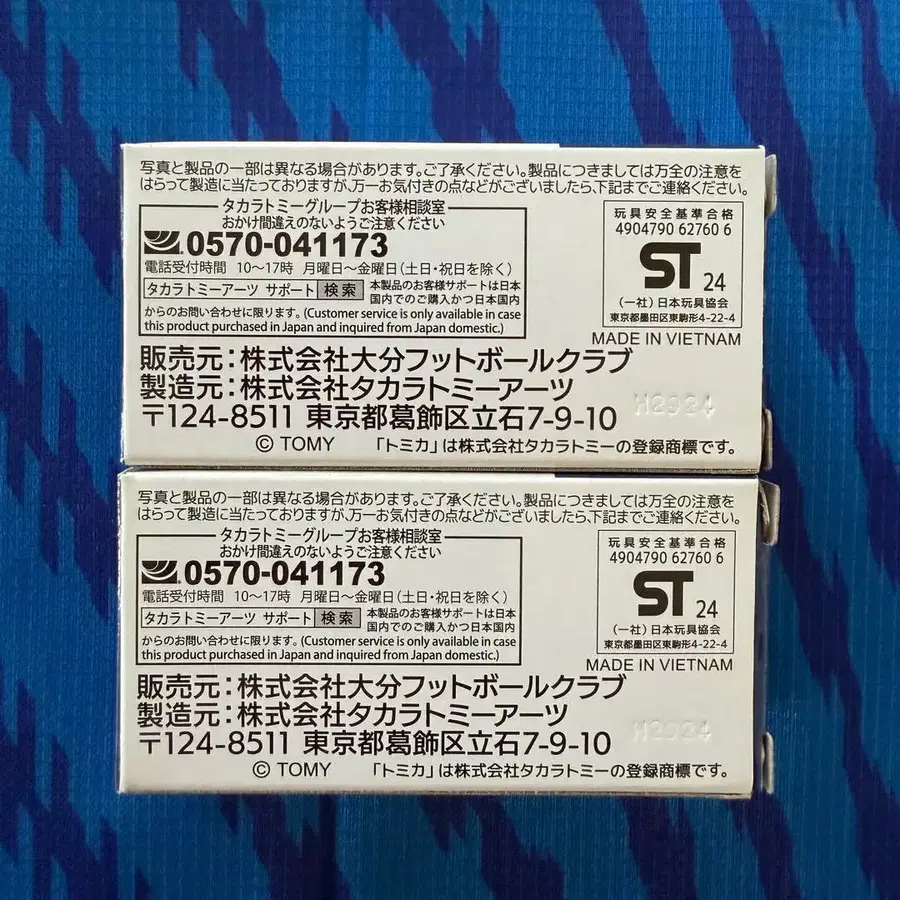 写真と製品の一部は異なる場合があります。ご了承ください。製品につきましては万全の注意を
はらって製造に当たっておりますが、万一お気付きの点などがございましたら、下記までご連絡ください。
タカラトミーグループお客様相談室
おかけ間違えのないようご注意ください
0570-041173
電話受付時間 10～17時 月曜日～金曜日(土日・祝日を除く)
タカラトミーアーツ サポート 検索 本製品のお客様サポートは日本
国内でのご購入かつ日本国内
からのお問い合わせに限ります。(Customer service is only available in case
this product purchased in Japan and inquired from Japan domestic.)
玩具安全基準合格
4904790 62760 6
ST 24
(一社)日本玩具協会
東京都墨田区東駒形4-22-4
MADE IN VIETNAM
販売元:株式会社大分フットボールクラブ
製造元:株式会社タカラトミーアーツ
〒124-8511 東京都葛飾区立石7-9-10
© TOMY 「トミカ」は株式会社タカラトミーの登録商標です。
写真と製品の一部は異なる場合があります。ご了承ください。製品につきましては万全の注意を
はらって製造に当たっておりますが、万一お気付きの点などがございましたら、下記までご連絡ください。
タカラトミーグループお客様相談室
おかけ間違えのないようご注意ください
0570-041173
電話受付時間 10～17時 月曜日～金曜日(土日・祝日を除く)
タカラトミーアーツ サポート 検索 本製品のお客様サポートは日本
国内でのご購入かつ日本国内
からのお問い合わせに限ります。(Customer service is only available in case
this product purchased in Japan and inquired from Japan domestic.)
玩具安全基準合格
4904790 62760 6
ST 24
(一社)日本玩具協会
東京都墨田区東駒形4-22-4
MADE IN VIETNAM
販売元:株式会社大分フットボールクラブ
製造元:株式会社タカラトミーアーツ
〒124-8511 東京都葛飾区立石7-9-10
© TOMY 「トミカ」は株式会社タカラトミーの登録商標です。